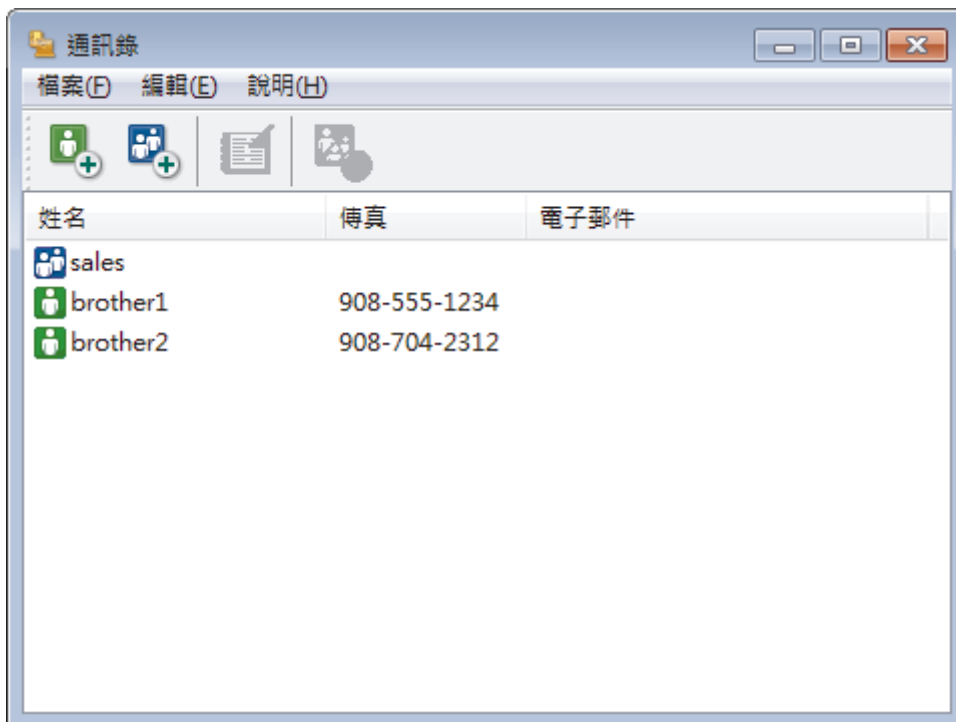 通訊錄
檔案(F) 編輯(E) 說明(H)
姓名 傳真 電子郵件
sales
brother1 908-555-1234
brother2 908-704-2312